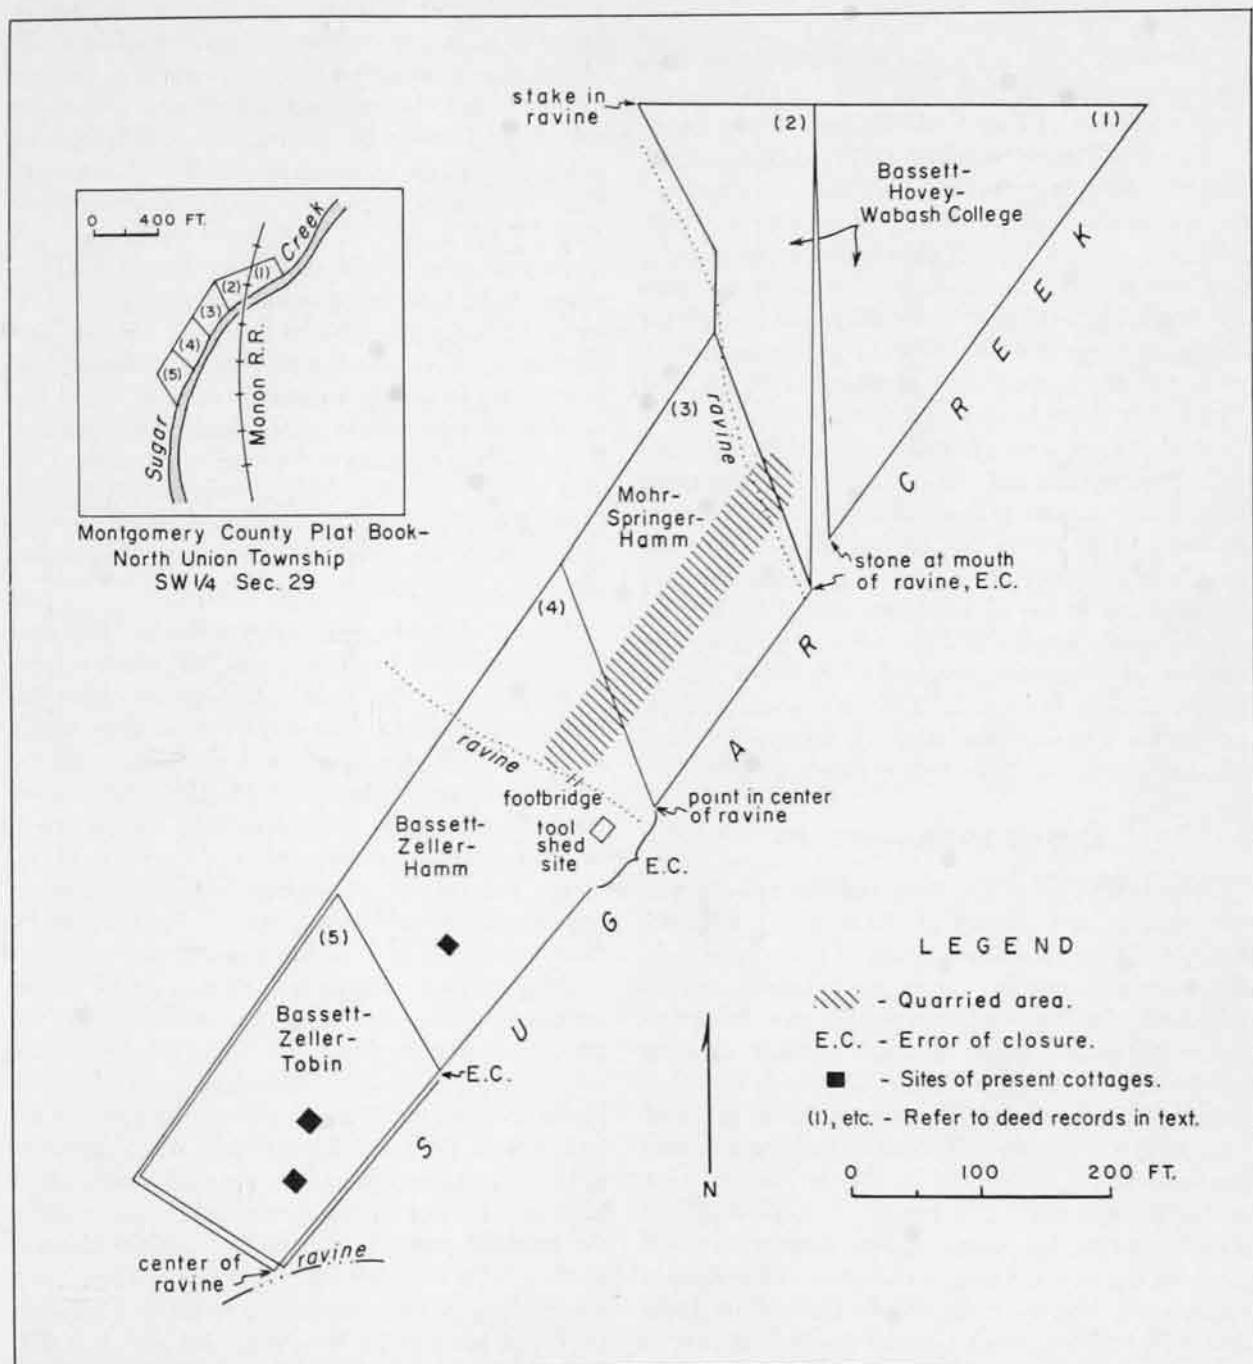 stake in
ravine
(2)
(1)
Bassett-
Hovey-
Wabash College
0 400 FT.
Creek
(1)
(2)
(3)
(4)
(5)
Monon R.R.
Sugar
Montgomery County Plat Book-
North Union Township
SW 1/4 Sec. 29
(3)
ravine
Mohr-
Springer-
Hamm
stone at mouth
of ravine, E.C.
(4)
ravine
footbridge
point in center
of ravine
Bassett-
Zeller-
Hamm
tool
shed
site
E.C.
(5)
Bassett-
Zeller-
Tobin
E.C.
SUGAR CREEK
center of
ravine
ravine
LEGEND
- Quarried area.
E.C. - Error of closure.
- Sites of present cottages.
(1), etc. - Refer to deed records in text.
N
0 100 200 FT.